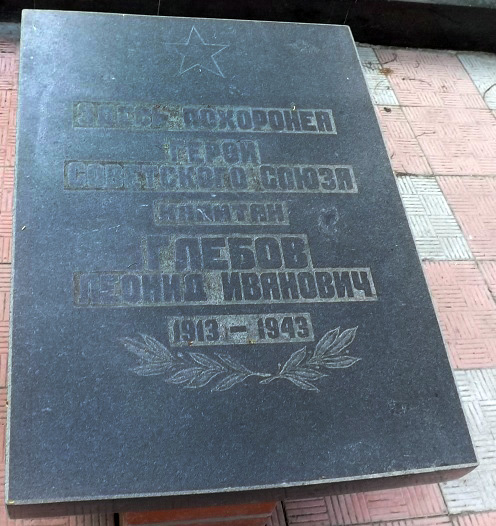 ЗДЕСЬ ПОХОРОНЕН
ГЕРОЙ
СОВЕТСКОГО СОЮЗА
КАПИТАН
ГЛЕБОВ
ЛЕОНИД ИВАНОВИЧ
1913 – 1943